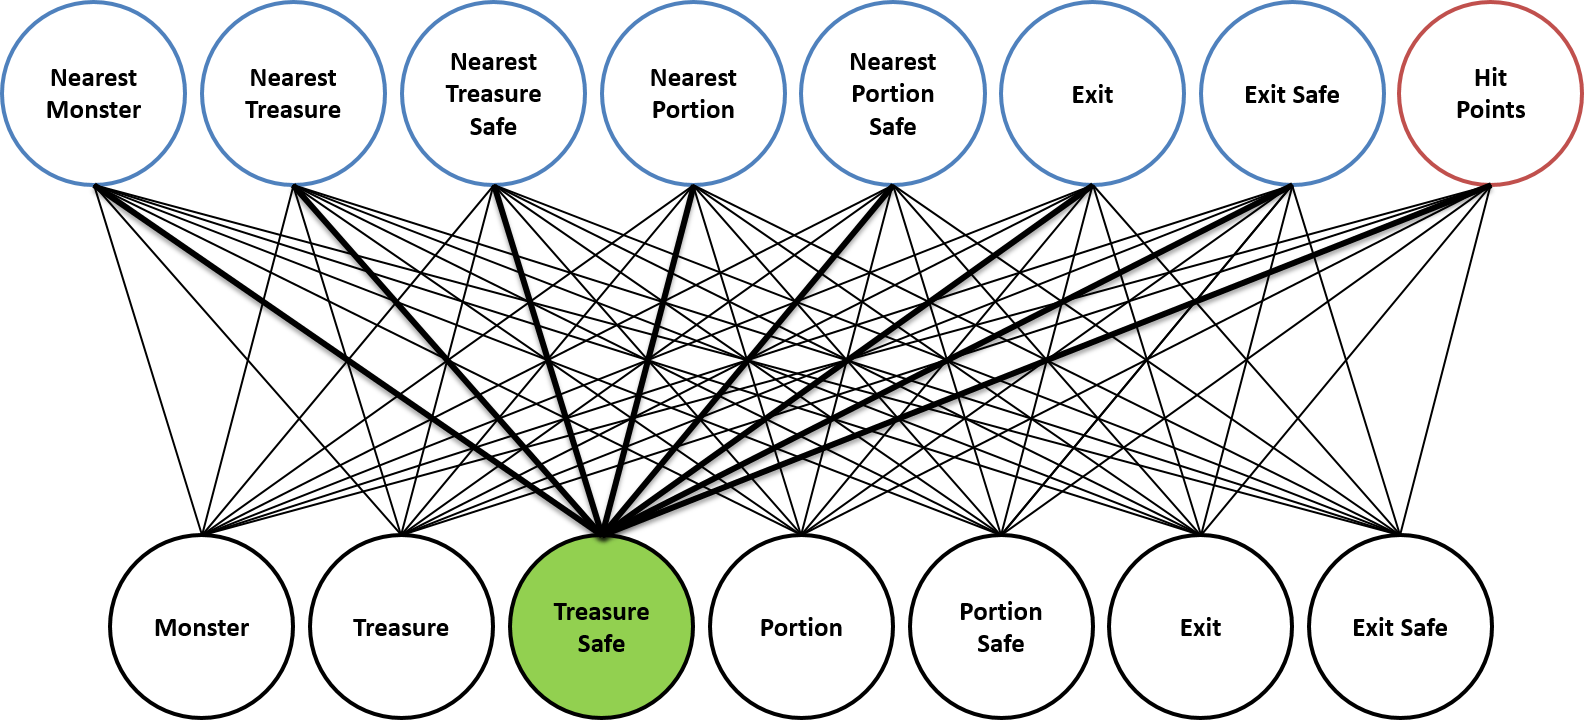 Nearest
Monster
Nearest
Treasure
Nearest
Treasure
Safe
Nearest
Portion
Nearest
Portion
Safe
Exit
Exit Safe
Hit
Points
Monster
Treasure
Treasure
Safe
Portion
Portion
Safe
Exit
Exit Safe